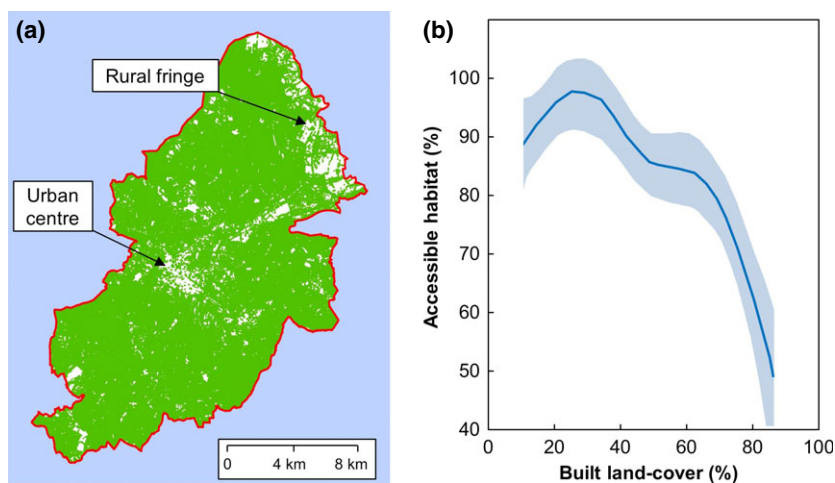 (a)
Rural fringe
Urban
centre
0 4 km 8 km
(b)
Accessible habitat (%)
100
90
80
70
60
50
40
0 20 40 60 80 100
Built land-cover (%)